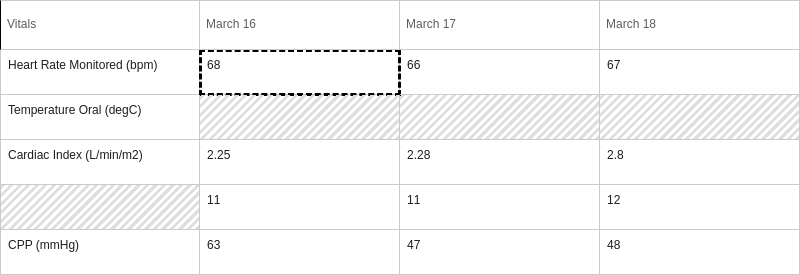 Vitals March 16 March 17 March 18
Heart Rate Monitored (bpm) 68 66 67
Temperature Oral (degC)
Cardiac Index (L/min/m2) 2.25 2.28 2.8
11 11 12
CPP (mmHg) 63 47 48